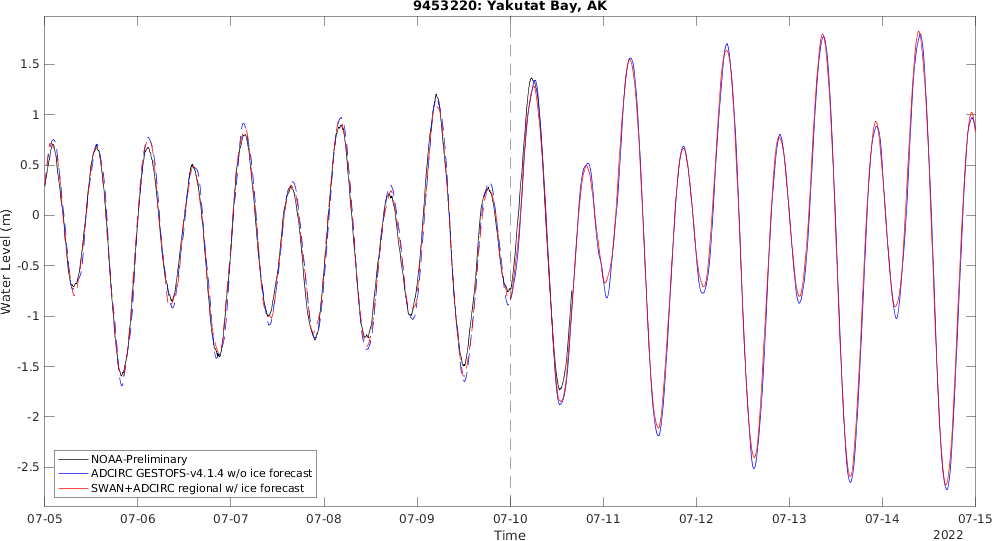 9453220: Yakutat Bay, AK
Water Level (m)
1.5
1
0.5
0
-0.5
-1
-1.5
-2
-2.5
NOAA-Preliminary
ADCIRC GESTOFS-v4.1.4 w/o ice forecast
SWAN+ADCIRC regional w/ ice forecast
07-05 07-06 07-07 07-08 07-09 07-10 07-11 07-12 07-13 07-14 07-15
Time
2022